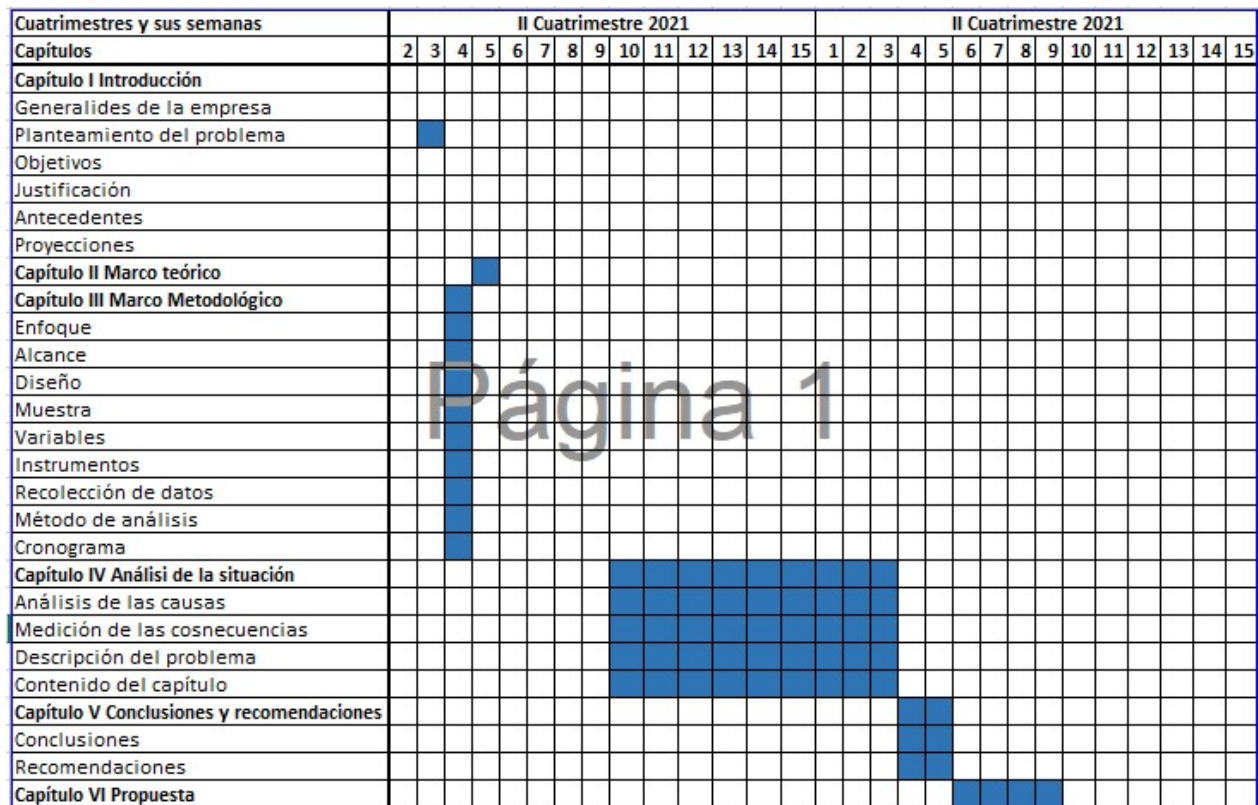 Cuatrimestres y sus semanas II Cuatrimestre 2021 II Cuatrimestre 2021
Capítulos 2 3 4 5 6 7 8 9 10 11 12 13 14 15 1 2 3 4 5 6 7 8 9 10 11 12 13 14 15
Capítulo I Introducción
Generalides de la empresa
Planteamiento del problema
Objetivos
Justificación
Antecedentes
Proyecciones
Capítulo II Marco teórico
Capítulo III Marco Metodológico
Enfoque
Alcance
Diseño
Muestra
Variables
Instrumentos
Recolección de datos
Método de análisis
Cronograma
Capítulo IV Análisi de la situación
Análisis de las causas
Medición de las cosnecuencias
Descripción del problema
Contenido del capítulo
Capítulo V Conclusiones y recomendaciones
Conclusiones
Recomendaciones
Capítulo VI Propuesta
Página 1